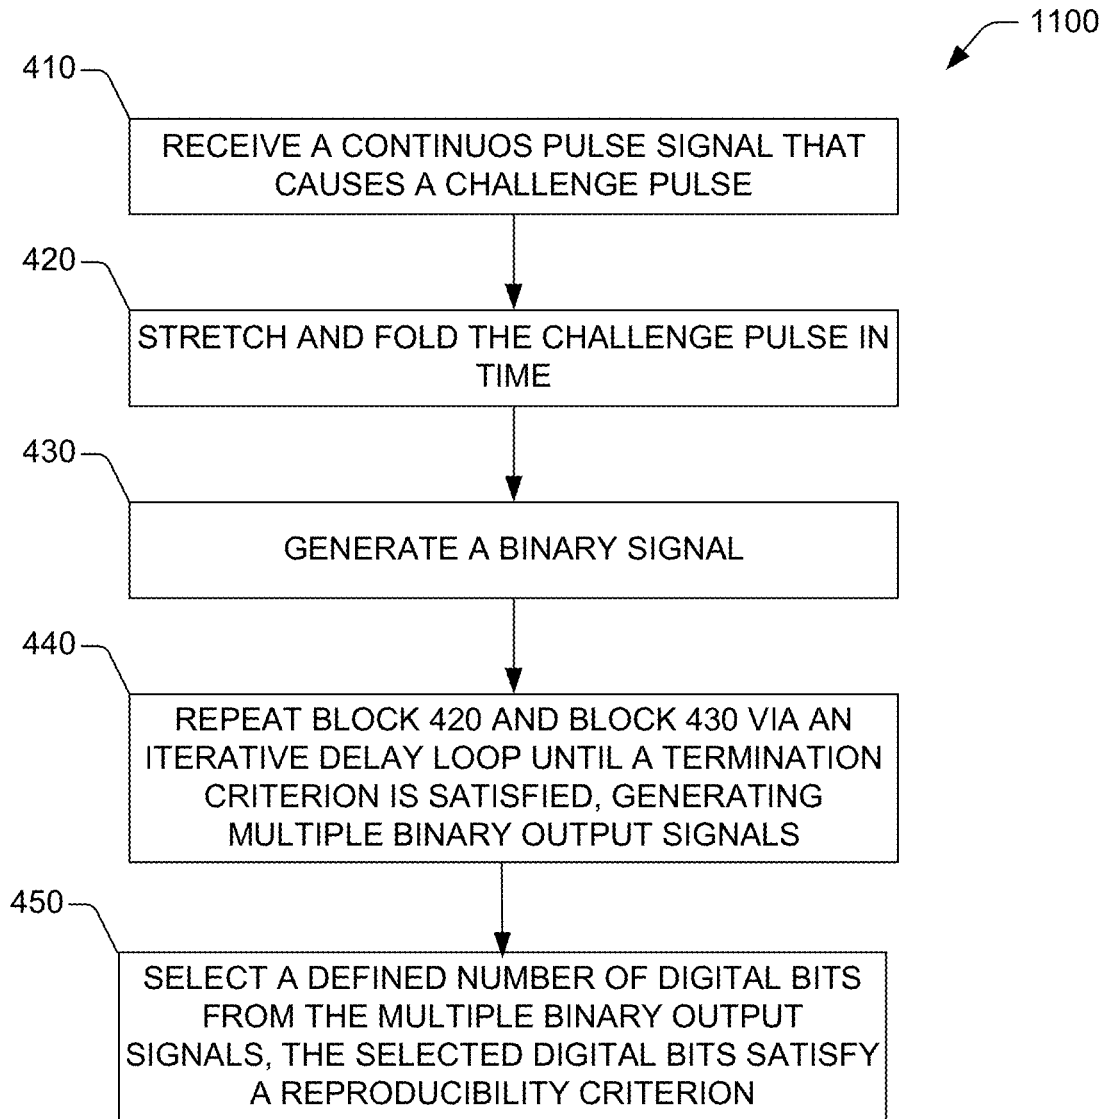 1100
410
RECEIVE A CONTINUOS PULSE SIGNAL THAT
CAUSES A CHALLENGE PULSE
420
STRETCH AND FOLD THE CHALLENGE PULSE IN
TIME
430
GENERATE A BINARY SIGNAL
440
REPEAT BLOCK 420 AND BLOCK 430 VIA AN
ITERATIVE DELAY LOOP UNTIL A TERMINATION
CRITERION IS SATISFIED, GENERATING
MULTIPLE BINARY OUTPUT SIGNALS
450
SELECT A DEFINED NUMBER OF DIGITAL BITS
FROM THE MULTIPLE BINARY OUTPUT
SIGNALS, THE SELECTED DIGITAL BITS SATISFY
A REPRODUCIBILITY CRITERION